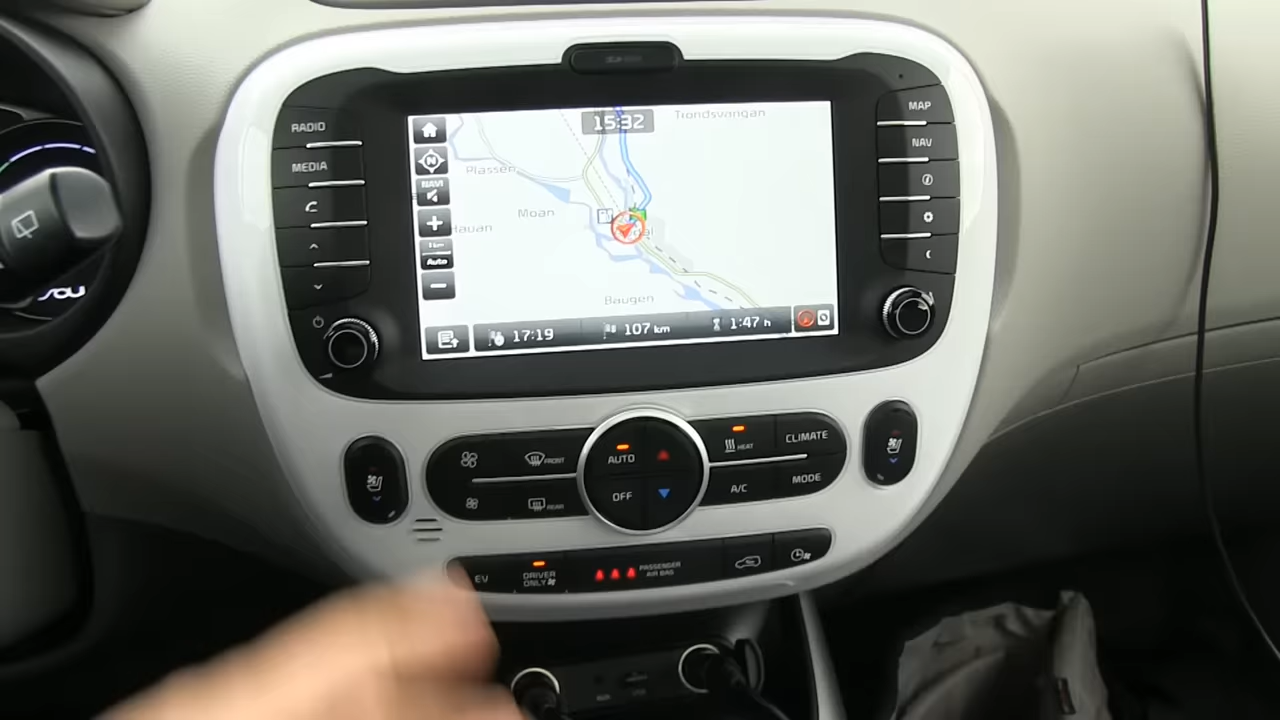 RADIO
MEDIA
MAP
NAV
15:32
Trondsvangan
Plassen
Moan
Baugen
N
NAVI
Auto
17:19
107 km
1:47 h
soul
FRONT
REAR
AUTO
OFF
HEAT
CLIMATE
A/C
MODE
EV
DRIVER
ONLY
PASSENGER
AIR BAG